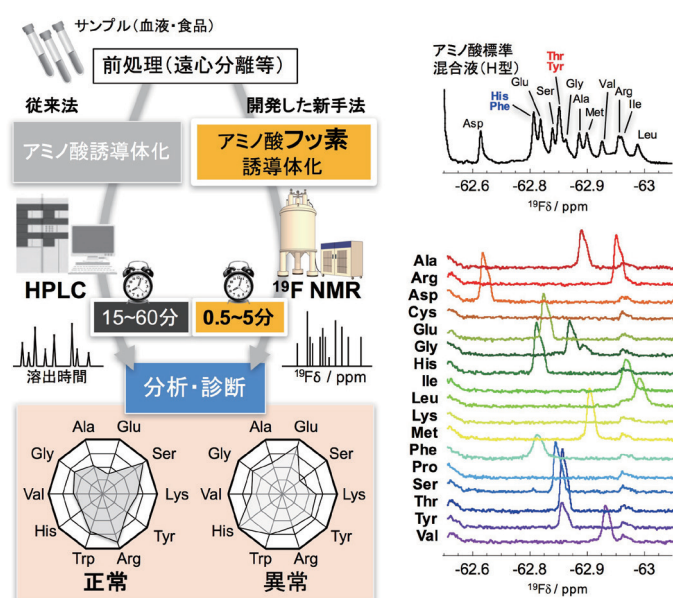 サンプル（血液・食品）
前処理（遠心分離等）
従来法
開発した新手法
アミノ酸誘導体化
アミノ酸フッ素
誘導体化
HPLC
19F NMR
15~60分
0.5~5分
溶出時間
19Fδ / ppm
分析・診断
Ala
Glu
Gly
Ser
Val
Lys
His
Tyr
Trp
Arg
正常
Ala
Glu
Gly
Ser
Val
Lys
His
Tyr
Trp
Arg
異常
アミノ酸標準
混合液（H型）
Thr
Tyr
His
Phe
Asp
Glu
Ser
Gly
Ala
Met
Val
Arg
Ile
Leu
-62.6
-62.8
-62.9
-63
19Fδ / ppm
Ala
Arg
Asp
Cys
Glu
Gly
His
Ile
Leu
Lys
Met
Phe
Pro
Ser
Thr
Tyr
Val
-62.6
-62.8
-62.9
-63
19Fδ / ppm